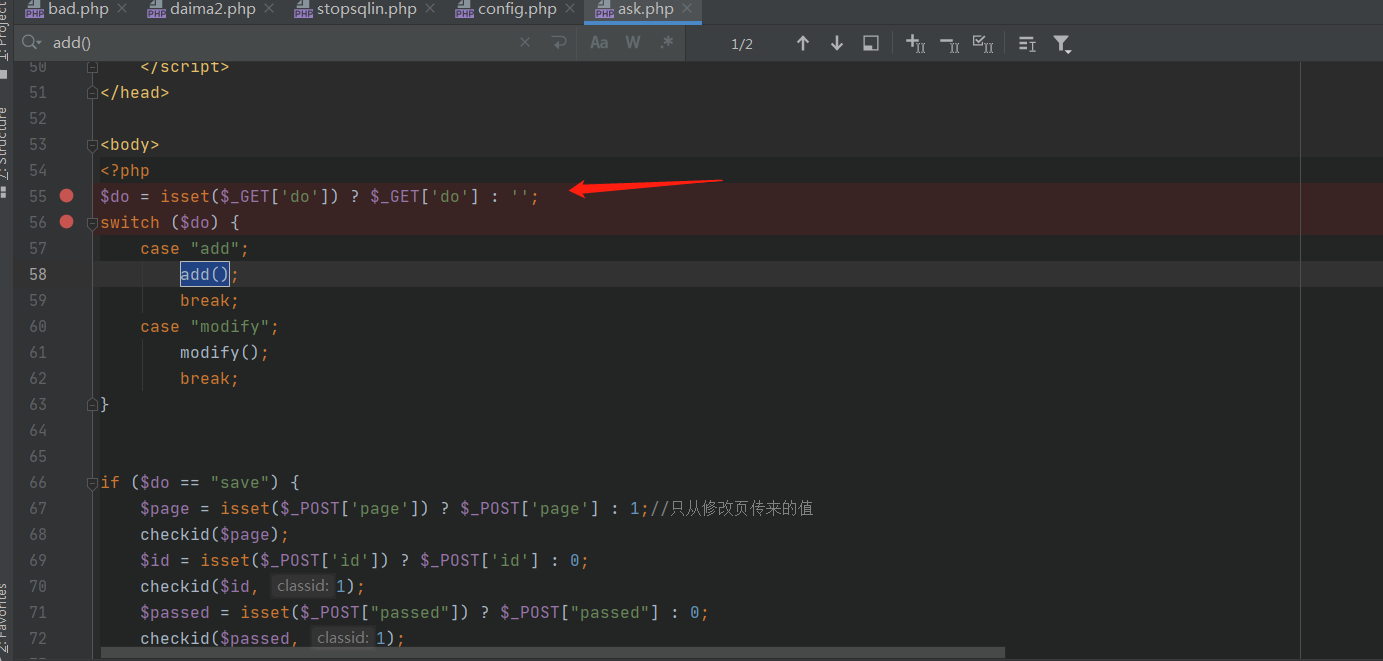 bad.php daima2.php stopsqlin.php config.php ask.php
add() Aa W .* 1/2
50 </script>
51 </head>
52
53 <body>
54 <?php
55 $do = isset($_GET['do']) ? $_GET['do'] : '';
56 switch ($do) {
57 case "add";
58 add();
59 break;
60 case "modify";
61 modify();
62 break;
63 }
64
65
66 if ($do == "save") {
67 $page = isset($_POST['page']) ? $_POST['page'] : 1;//只从修改页传来的值
68 checkid($page);
69 $id = isset($_POST['id']) ? $_POST['id'] : 0;
70 checkid($id, classid: 1);
71 $passed = isset($_POST["passed"]) ? $_POST["passed"] : 0;
72 checkid($passed, classid: 1);
1: Project
7: Structure
2: Favorites